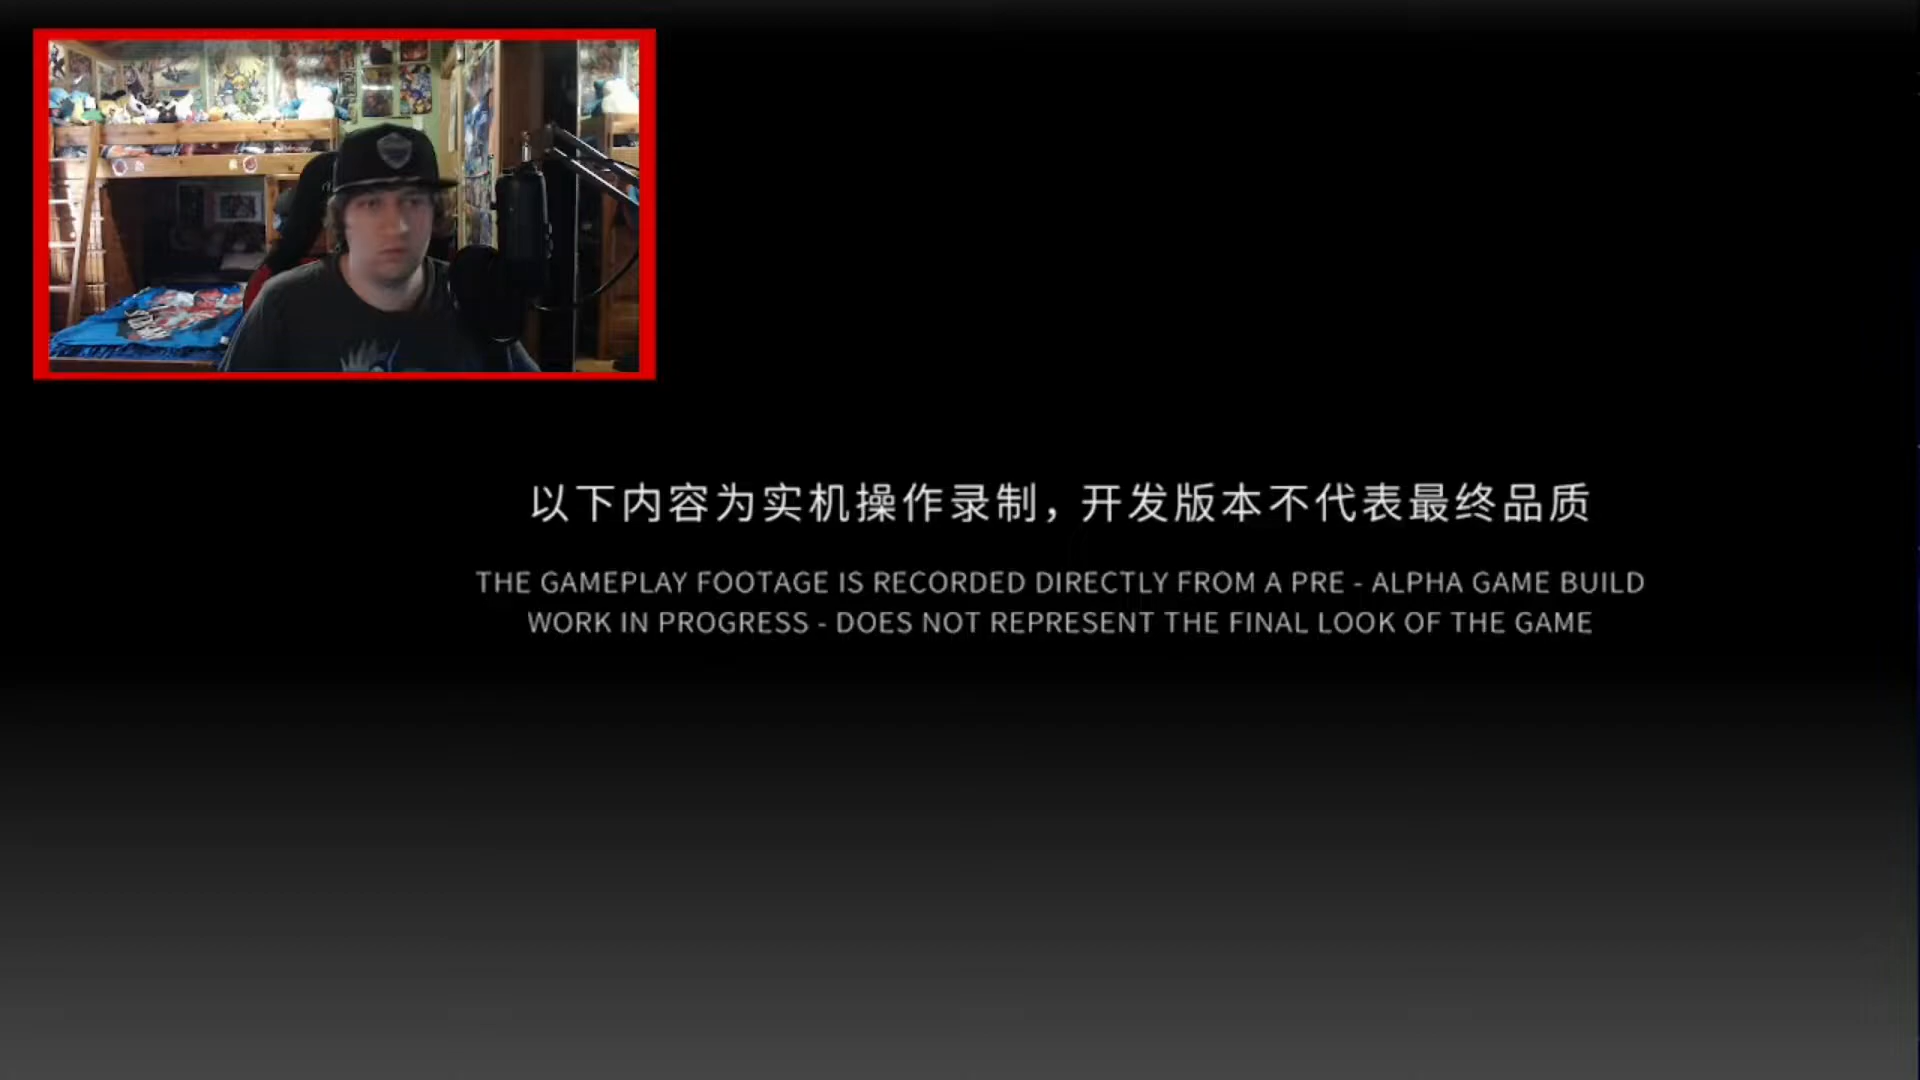 以下内容为实机操作录制，开发版本不代表最终品质
THE GAMEPLAY FOOTAGE IS RECORDED DIRECTLY FROM A PRE - ALPHA GAME BUILD
WORK IN PROGRESS - DOES NOT REPRESENT THE FINAL LOOK OF THE GAME